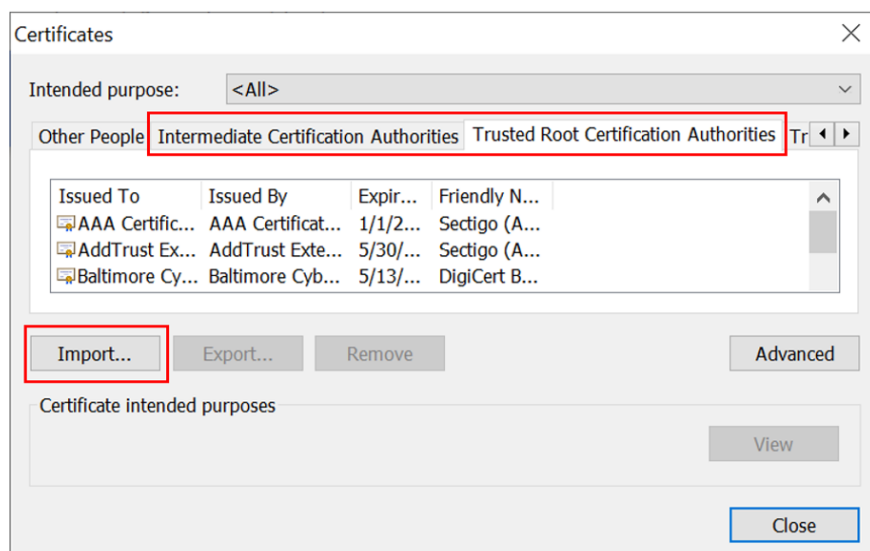 Certificates
Intended purpose: <All>
Other People Intermediate Certification Authorities Trusted Root Certification Authorities Tr
Issued To Issued By Expir... Friendly N...
AAA Certific... AAA Certificat... 1/1/2... Sectigo (A...
AddTrust Ex... AddTrust Exte... 5/30/... Sectigo (A...
Baltimore Cy... Baltimore Cyb... 5/13/... DigiCert B...
Import... Export... Remove Advanced
Certificate intended purposes
View
Close